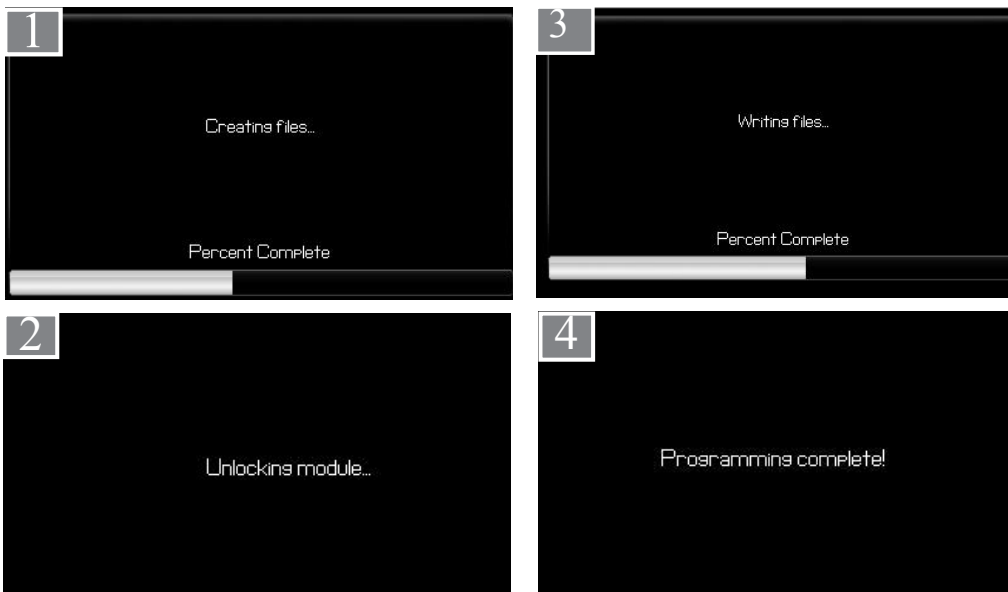 1
Creating files...
Percent Complete
2
Unlocking module...
3
Writing files...
Percent Complete
4
Programming complete!